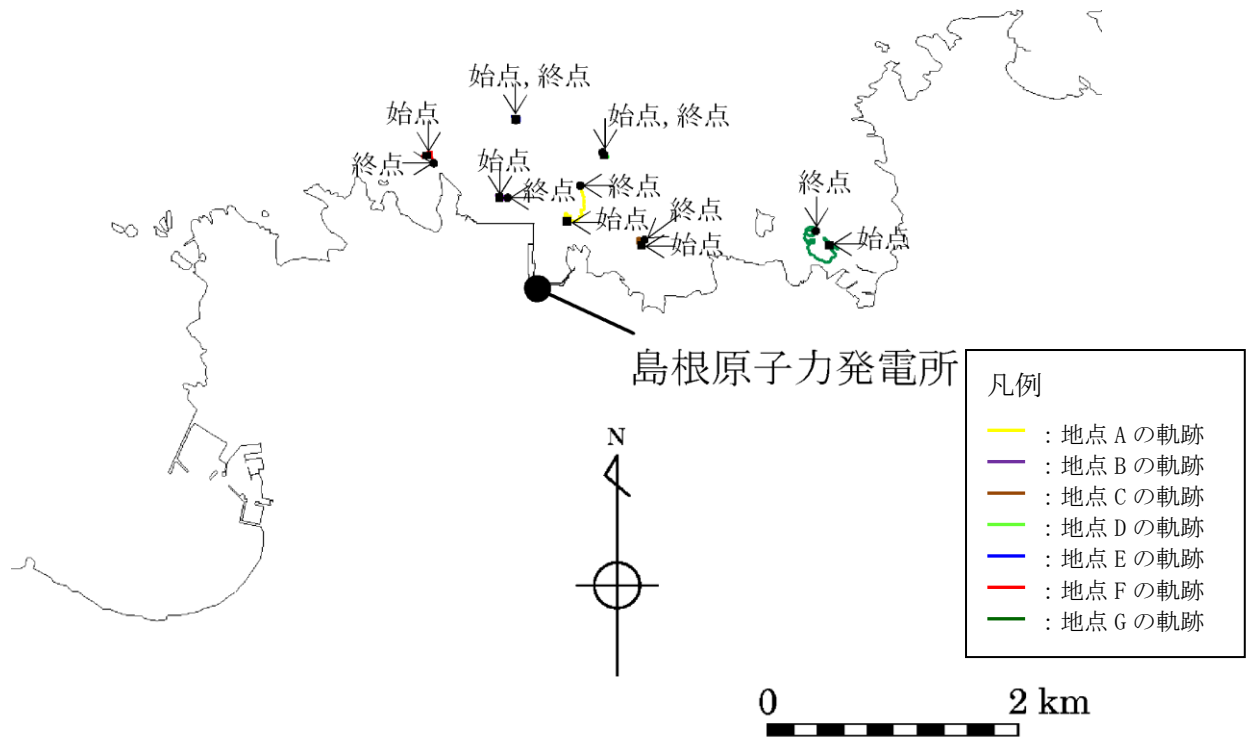 始点, 終点
始点
始点, 終点
終点
始点
終点
終点
始点
終点
始点
終点
始点
島根原子力発電所
凡例
：地点 A の軌跡
：地点 B の軌跡
：地点 C の軌跡
：地点 D の軌跡
：地点 E の軌跡
：地点 F の軌跡
：地点 G の軌跡
N
0 2 km